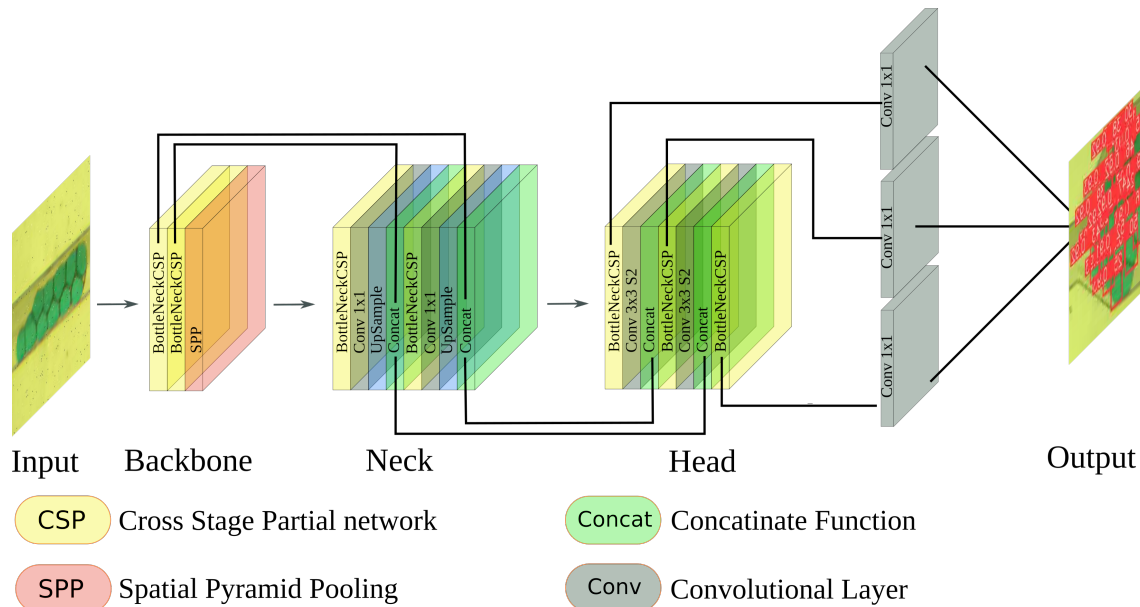 Conv 1x1
Conv 1x1
Conv 1x1
BottleNeckCSP
BottleNeckCSP
SPP
BottleNeckCSP
Conv 1x1
UpSample
Concat
BottleNeckCSP
Conv 1x1
UpSample
Concat
BottleNeckCSP
Conv 3x3 S2
Concat
BottleNeckCSP
Conv 3x3 S2
Concat
BottleNeckCSP
Input
Backbone
Neck
Head
Output
CSP Cross Stage Partial network
Concat Concatinate Function
SPP Spatial Pyramid Pooling
Conv Convolutional Layer